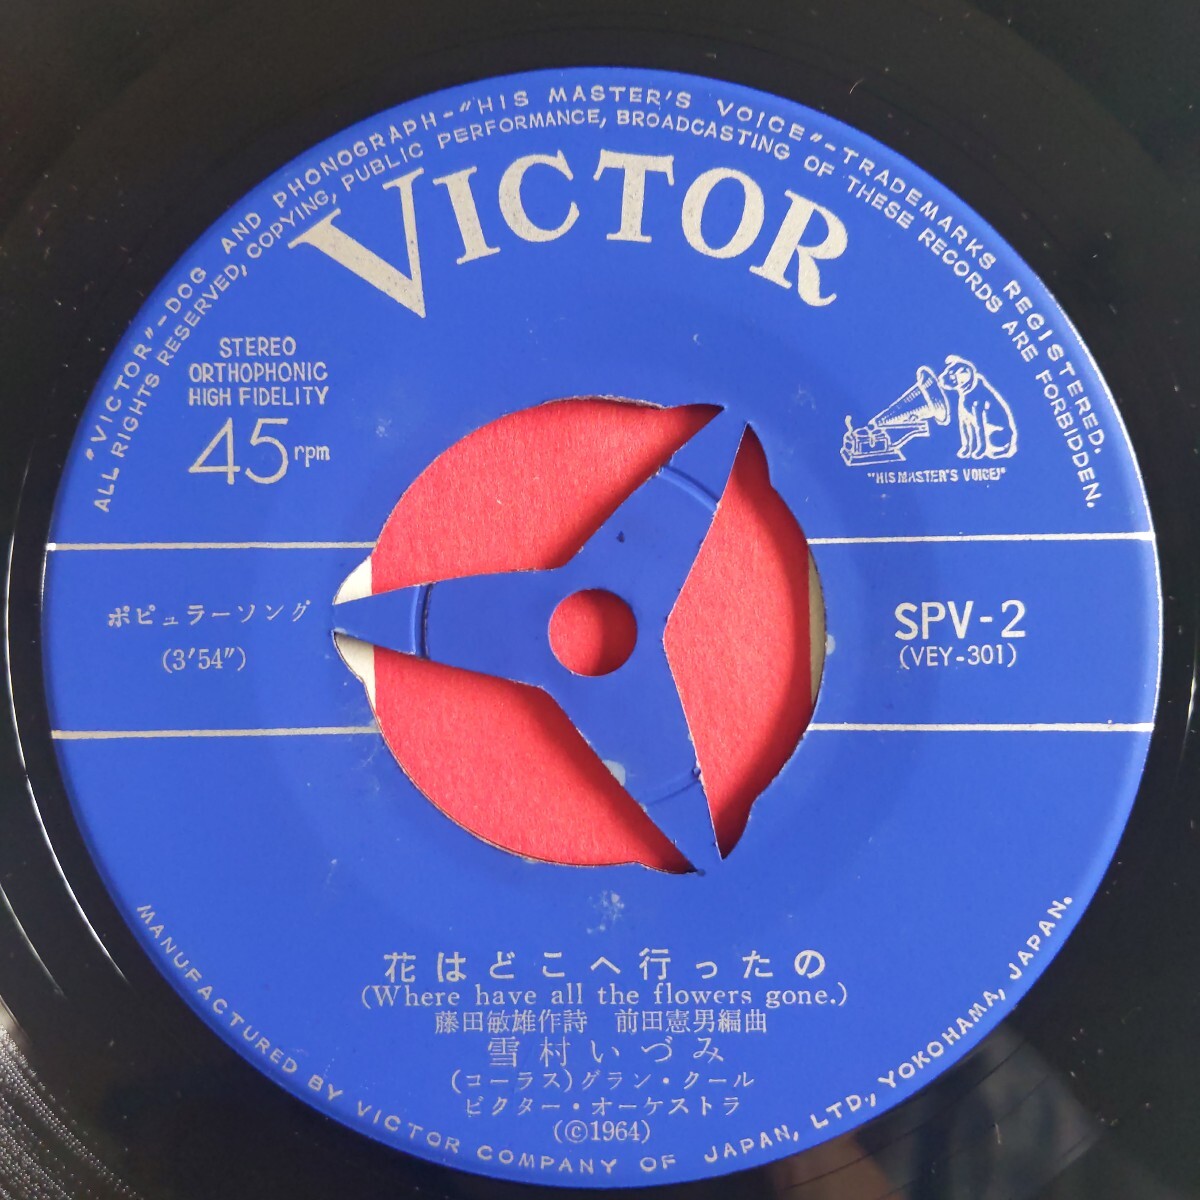 "VICTOR"-DOG AND PHONOGRAPH-"HIS MASTER'S VOICE"-TRADEMARKS REGISTERED.
ALL RIGHTS RESERVED, COPYING, PUBLIC PERFORMANCE, BROADCASTING OF THESE RECORDS ARE FORBIDDEN.
VICTOR
STEREO
ORTHOPHONIC
HIGH FIDELITY
45rpm
"HIS MASTER'S VOICE"
ポピュラーソング
(3'54")
SPV-2
(VEY-301)
花はどこへ行ったの
(Where have all the flowers gone.)
藤田敏雄作詩 前田憲男編曲
雪村いづみ
(コーラス)グラン・クール
ビクター・オーケストラ
(©1964)
MANUFACTURED BY VICTOR COMPANY OF JAPAN, LTD., YOKOHAMA, JAPAN.